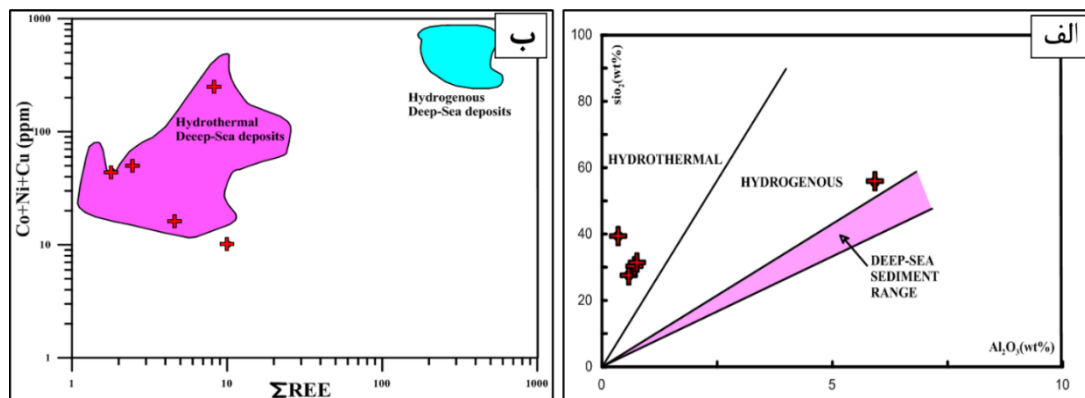 ب
1000
100
10
1
Co+Ni+Cu (ppm)
Hydrothermal
Deeep-Sea deposits
Hydrogenous
Deep-Sea deposits
1
10
100
1000
ΣREE
الف
100
80
60
40
20
0
sio₂(wt%)
HYDROTHERMAL
HYDROGENOUS
DEEP-SEA
SEDIMENT
RANGE
Al₂O₃(wt%)
0
5
10